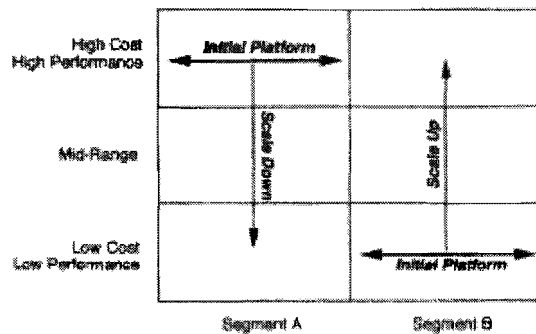 High Cost
High Performance
Initial Platform
Scale Down
Scale Up
Mid-Range
Low Cost
Low Performance
Initial Platform
Segment A
Segment B